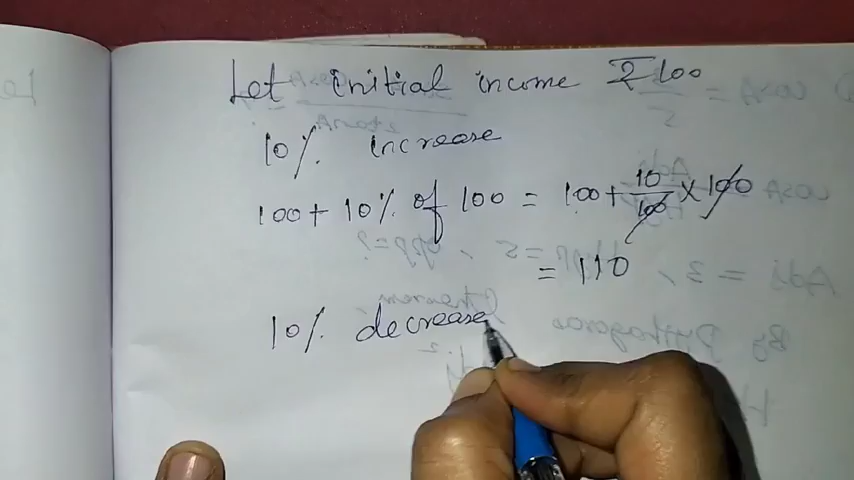 Let initial income ₹ 100
10% increase
100 + 10% of 100 = 100 + 10/100 × 100
= 110
10% decrease